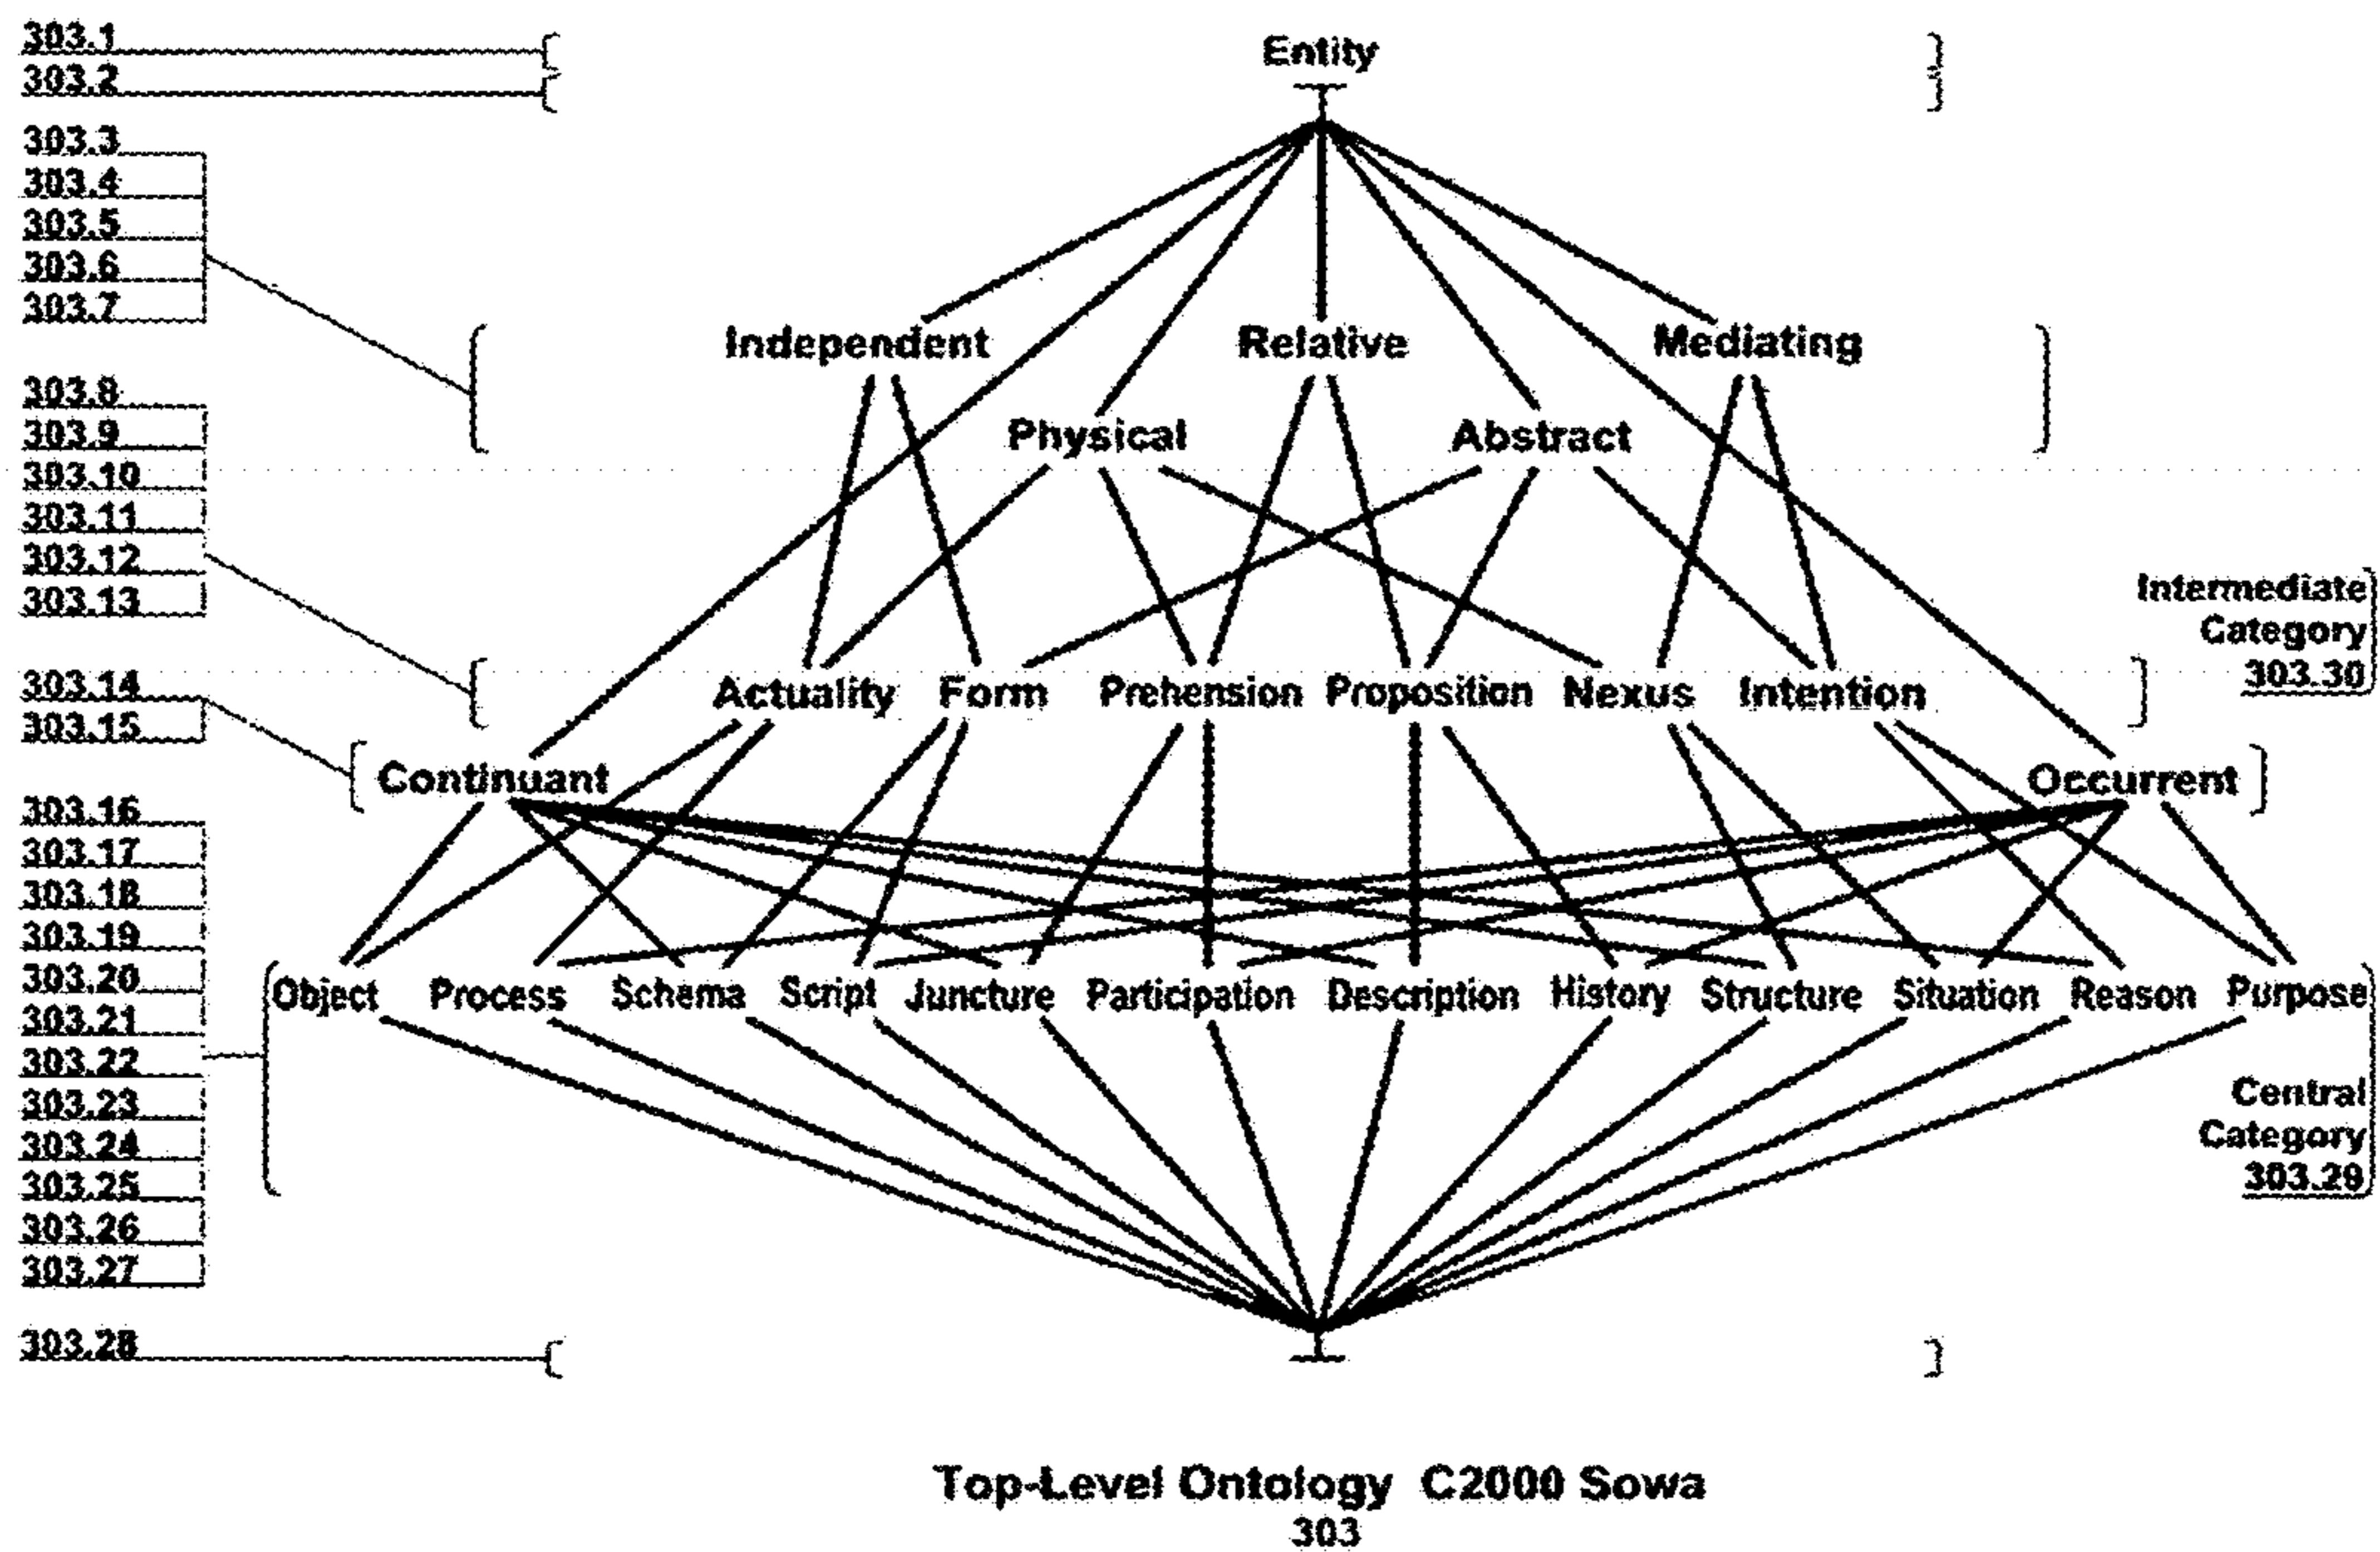 303.1
Entity
303.2
303.3
303.4
303.5
303.6
303.7
Independent Relative Mediating
303.8
303.9
Physical Abstract
303.10
303.11
303.12
303.13
Intermediate
Category
303.30
303.14
Actuality Form Prehension Proposition Nexus Intention
303.15
Continuant Occurrent
303.16
303.17
303.18
303.19
303.20
Object Process Schema Script Juncture Participation Description History Structure Situation Reason Purpose
303.21
303.22
303.23
303.24
303.25
303.26
303.27
Central
Category
303.29
303.28
Top-Level Ontology C2000 Sowa
303